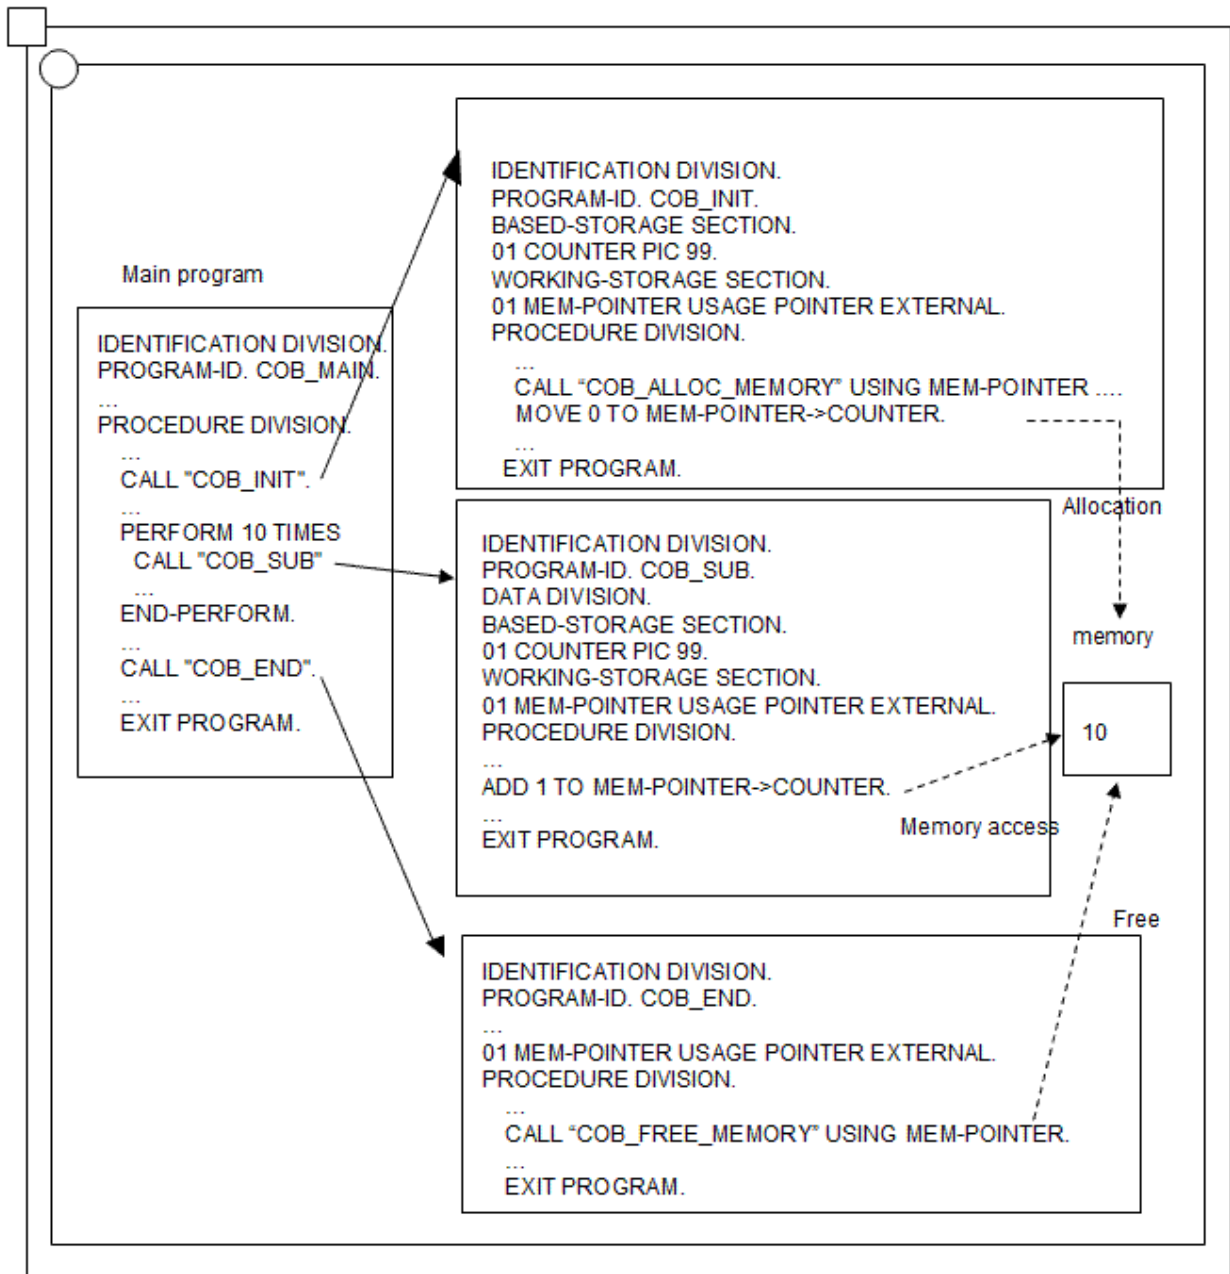 Main program
IDENTIFICATION DIVISION.
PROGRAM-ID. COB_MAIN.
...
PROCEDURE DIVISION.
...
CALL "COB_INIT".
...
PERFORM 10 TIMES
CALL "COB_SUB"
...
END-PERFORM.
...
CALL "COB_END".
...
EXIT PROGRAM.
IDENTIFICATION DIVISION.
PROGRAM-ID. COB_INIT.
BASED-STORAGE SECTION.
01 COUNTER PIC 99.
WORKING-STORAGE SECTION.
01 MEM-POINTER USAGE POINTER EXTERNAL.
PROCEDURE DIVISION.
...
CALL “COB_ALLOC_MEMORY” USING MEM-POINTER ....
MOVE 0 TO MEM-POINTER->COUNTER.
...
EXIT PROGRAM.
Allocation
memory
10
IDENTIFICATION DIVISION.
PROGRAM-ID. COB_SUB.
DATA DIVISION.
BASED-STORAGE SECTION.
01 COUNTER PIC 99.
WORKING-STORAGE SECTION.
01 MEM-POINTER USAGE POINTER EXTERNAL.
PROCEDURE DIVISION.
...
ADD 1 TO MEM-POINTER->COUNTER.
...
EXIT PROGRAM.
Memory access
Free
IDENTIFICATION DIVISION.
PROGRAM-ID. COB_END.
...
01 MEM-POINTER USAGE POINTER EXTERNAL.
PROCEDURE DIVISION.
...
CALL “COB_FREE_MEMORY” USING MEM-POINTER.
...
EXIT PROGRAM.